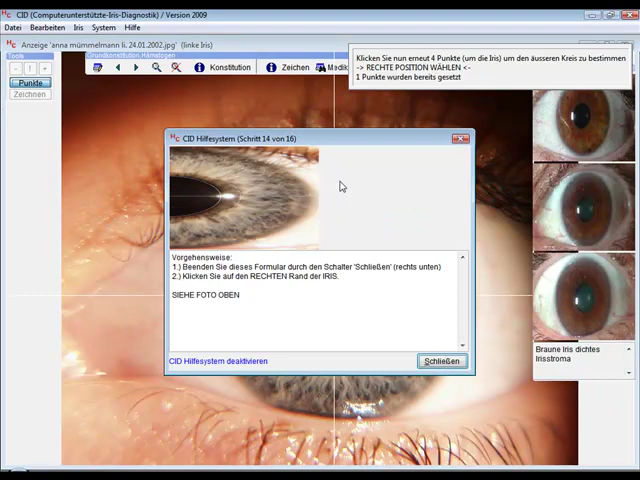 CID (Computerunterstützte-Iris-Diagnostik) / Version 2009
Datei Bearbeiten Iris System Hilfe
Anzeige 'anna mümmelmann li. 24.01.2002.jpg' (linke Iris)
Tools
Grundkonstitution Hämatogen
- 1 +
Konstitution
Zeichen
Medik
Punkte
Zeichnen
Klicken Sie nun erneut 4 Punkte (um die Iris) um den äusseren Kreis zu bestimmen
-> RECHTE POSITION WÄHLEN <-
1 Punkte wurden bereits gesetzt
CID Hilfesystem (Schritt 14 von 16)
Vorgehensweise:
1.) Beenden Sie dieses Formular durch den Schalter 'Schließen' (rechts unten)
2.) Klicken Sie auf den RECHTEN Rand der IRIS.
SIEHE FOTO OBEN
CID Hilfesystem deaktivieren
Schließen
Braune Iris dichtes
Irisstroma